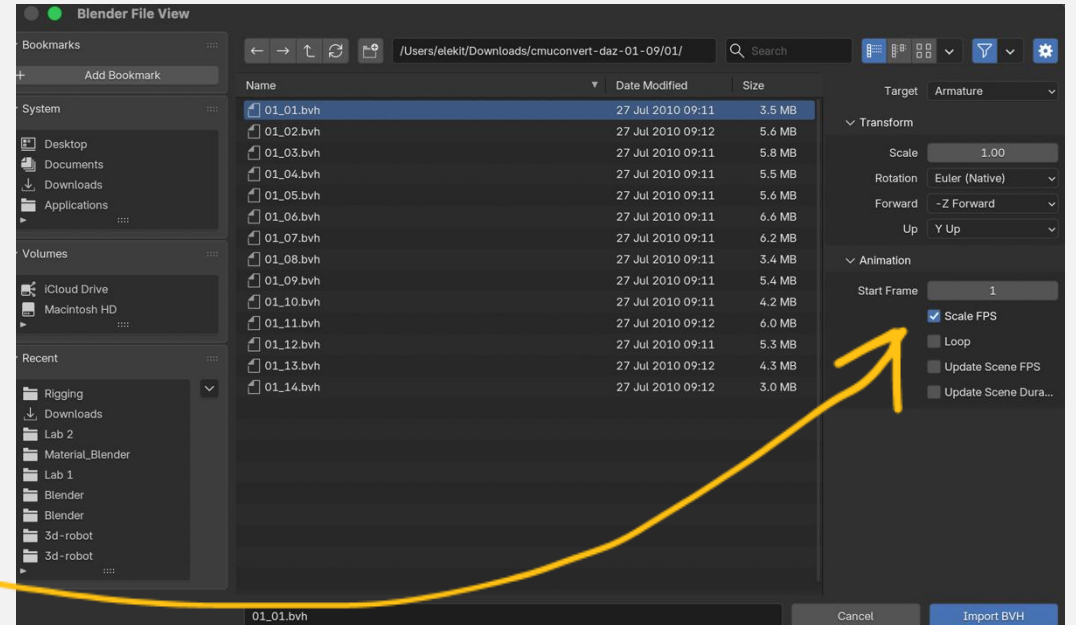 Blender File View
Bookmarks
Add Bookmark
System
Desktop
Documents
Downloads
Applications
Volumes
iCloud Drive
Macintosh HD
Recent
Rigging
Downloads
Lab 2
Material_Blender
Lab 1
Blender
Blender
3d-robot
3d-robot
/Users/elekit/Downloads/cmuconvert-daz-01-09/01/
Search
Name Date Modified Size
01_01.bvh 27 Jul 2010 09:11 3.5 MB
01_02.bvh 27 Jul 2010 09:12 5.6 MB
01_03.bvh 27 Jul 2010 09:11 5.8 MB
01_04.bvh 27 Jul 2010 09:11 5.5 MB
01_05.bvh 27 Jul 2010 09:11 5.6 MB
01_06.bvh 27 Jul 2010 09:11 6.6 MB
01_07.bvh 27 Jul 2010 09:11 6.2 MB
01_08.bvh 27 Jul 2010 09:11 3.4 MB
01_09.bvh 27 Jul 2010 09:11 5.4 MB
01_10.bvh 27 Jul 2010 09:11 4.2 MB
01_11.bvh 27 Jul 2010 09:12 6.0 MB
01_12.bvh 27 Jul 2010 09:11 5.3 MB
01_13.bvh 27 Jul 2010 09:12 4.3 MB
01_14.bvh 27 Jul 2010 09:12 3.0 MB
Target Armature
Transform
Scale 1.00
Rotation Euler (Native)
Forward -Z Forward
Up Y Up
Animation
Start Frame 1
Scale FPS
Loop
Update Scene FPS
Update Scene Dura...
01_01.bvh
Cancel
Import BVH